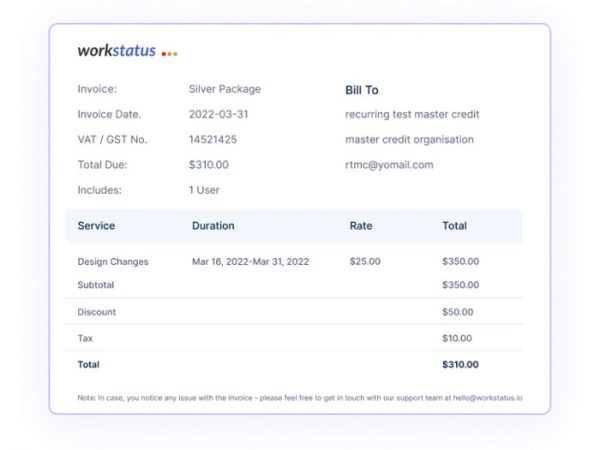 workstatus
Invoice: Silver Package Bill To
Invoice Date. 2022-03-31 recurring test master credit
VAT / GST No. 14521425 master credit organisation
Total Due: $310.00 rtmc@yomail.com
Includes: 1 User
Service Duration Rate Total
Design Changes Mar 16, 2022-Mar 31, 2022 $25.00 $350.00
Subtotal $350.00
Discount $50.00
Tax $10.00
Total $310.00
Note: In case, you notice any issue with the invoice - please feel free to get in touch with our support team at hello@workstatus.io